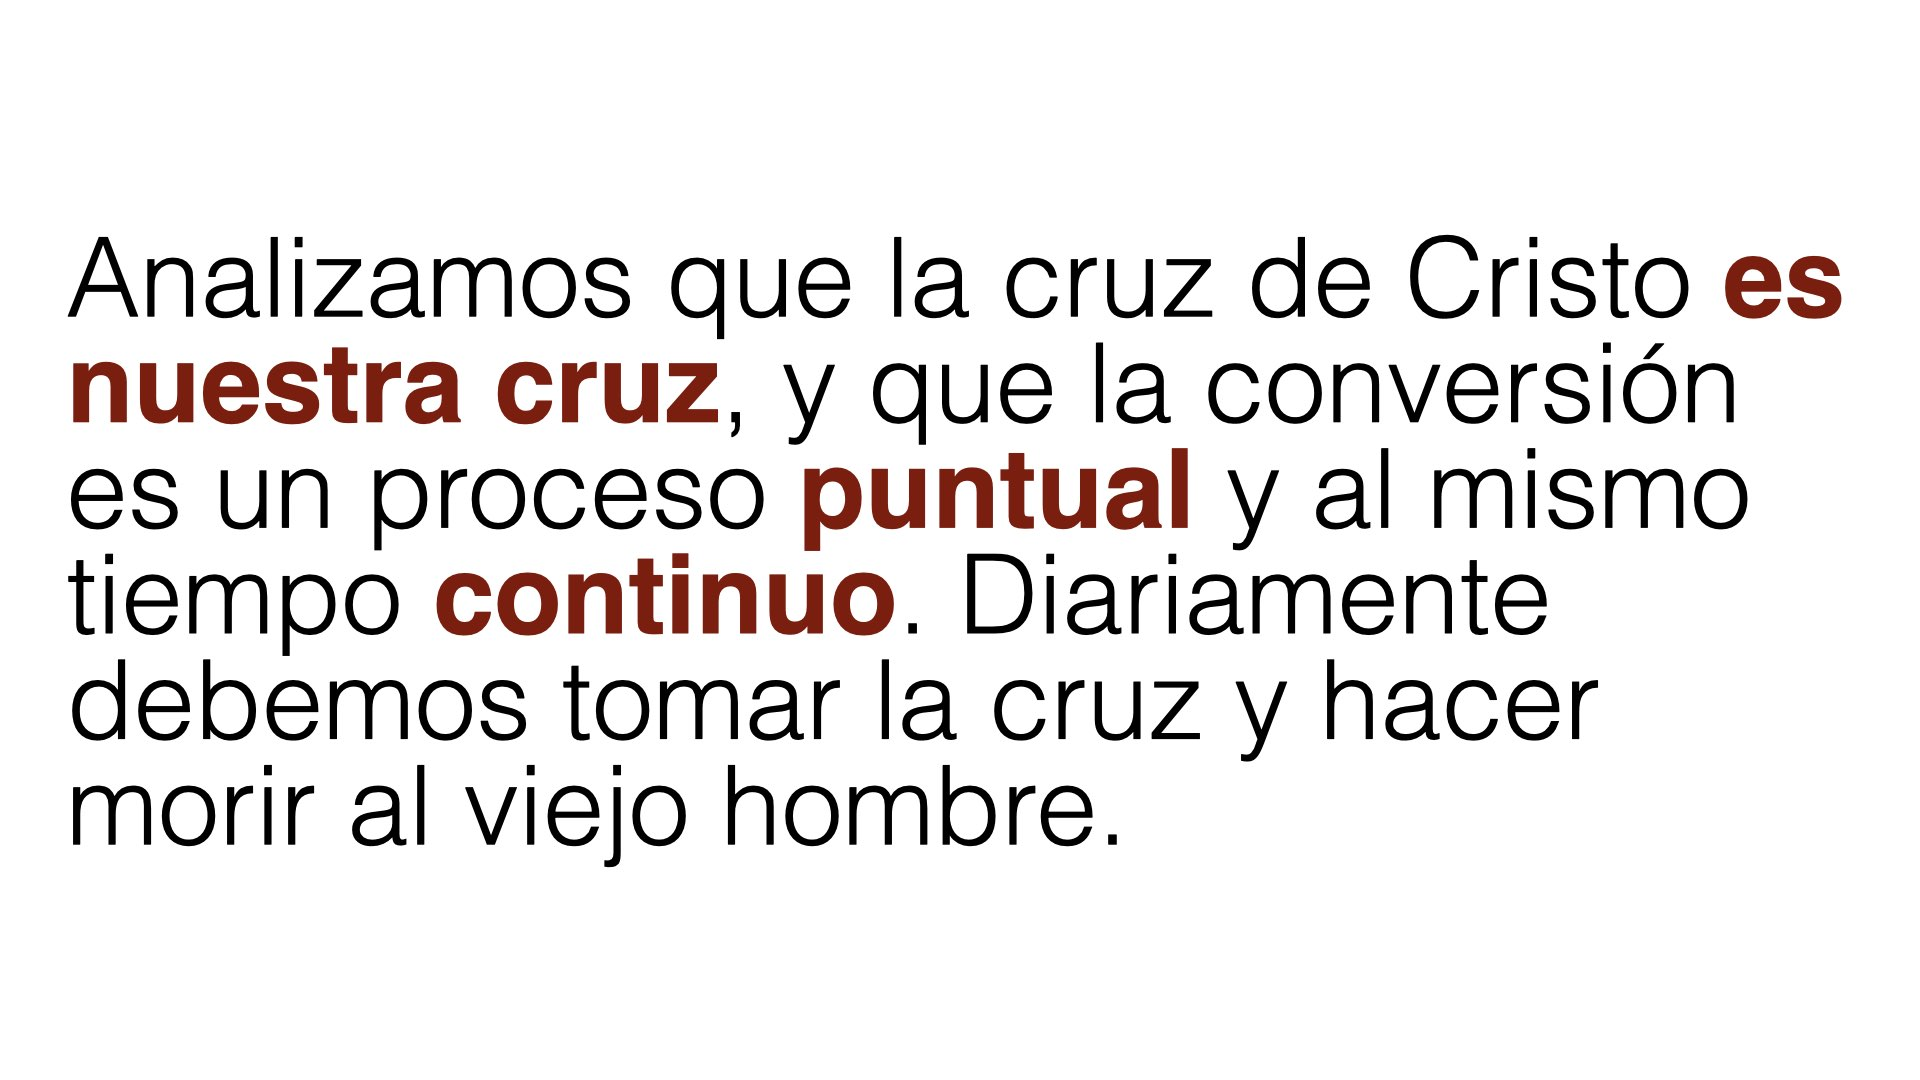 Analizamos que la cruz de Cristo es
nuestra cruz, y que la conversión
es un proceso puntual y al mismo
tiempo continuo. Diariamente
debemos tomar la cruz y hacer
morir al viejo hombre.